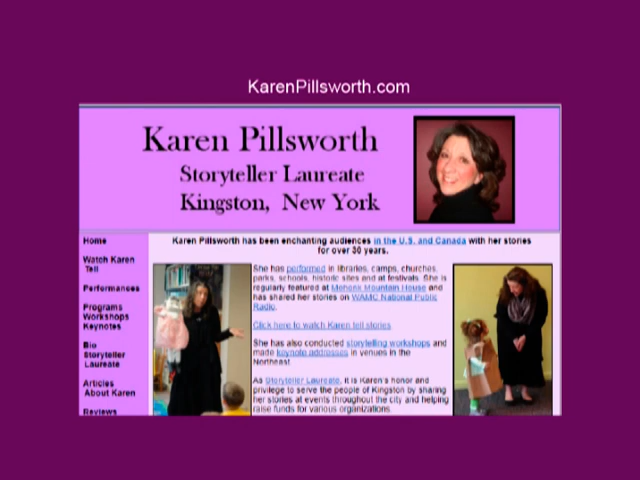 KarenPillsworth.com
Karen Pillsworth
Storyteller Laureate
Kingston, New York
Home
Watch Karen
Tell
Performances
Programs
Workshops
Keynotes
Bio
Storyteller
Laureate
Articles
About Karen
Reviews
Karen Pillsworth has been enchanting audiences in the U.S. and Canada with her stories
for over 30 years.
She has performed in libraries, camps, churches,
parks, schools, historic sites and at festivals. She is
regularly featured at Mohonk Mountain House and
has shared her stories on WAMC National Public
Radio.
Click here to watch Karen tell stories
She has also conducted storytelling workshops and
made keynote addresses in venues in the
Northeast
As Storyteller Laureate, it is Karen's honor and
privilege to serve the people of Kingston by sharing
her stories at events throughout the city and helping
raise funds for various organizations.